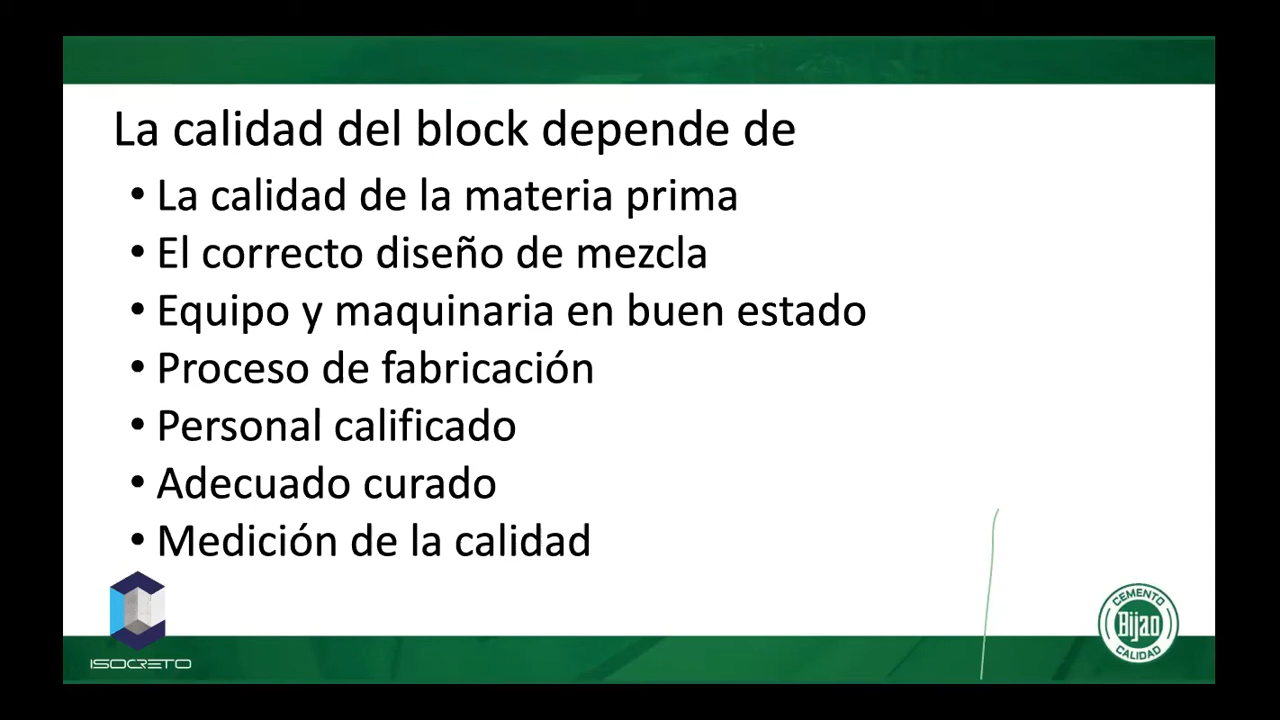 La calidad del block depende de
• La calidad de la materia prima
• El correcto diseño de mezcla
• Equipo y maquinaria en buen estado
• Proceso de fabricación
• Personal calificado
• Adecuado curado
• Medición de la calidad
ISOCRETO
CEMENTO
Bijao
CALIDAD